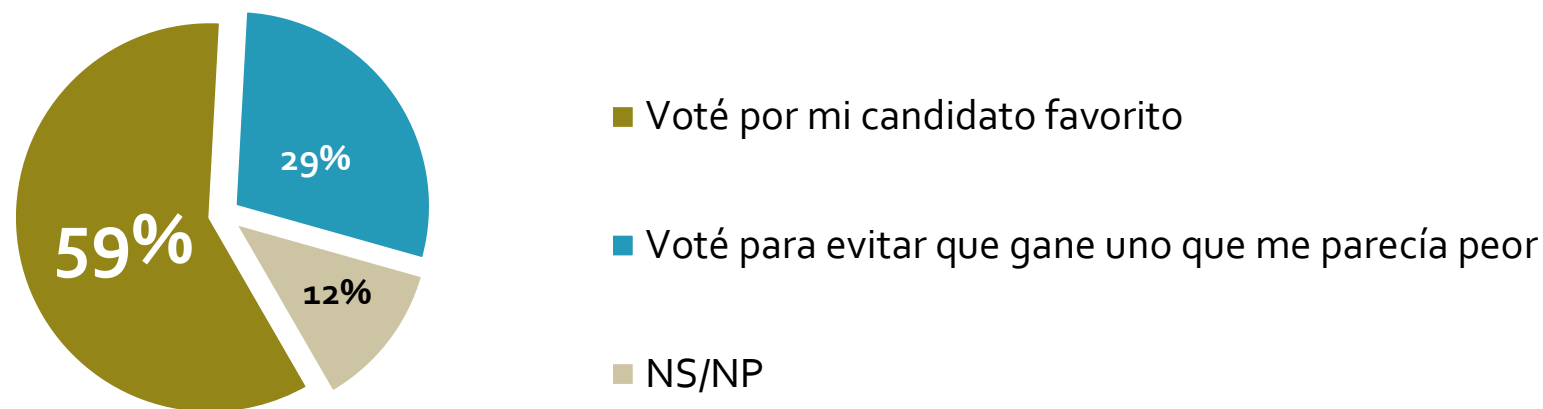 59%
29%
12%
Voté por mi candidato favorito
Voté para evitar que gane uno que me parecía peor
NS/NP